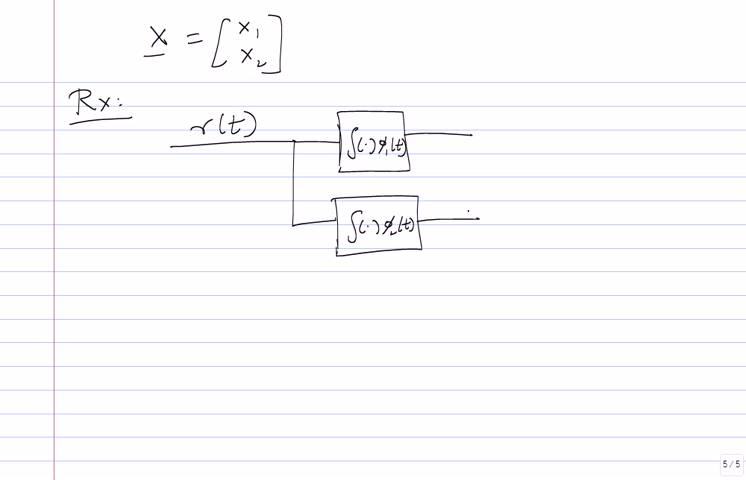 x = [x₁
x₂]
Rx:
r(t)
∫(·)ϕ₁(t)
∫(·)ϕ₂(t)
5/5